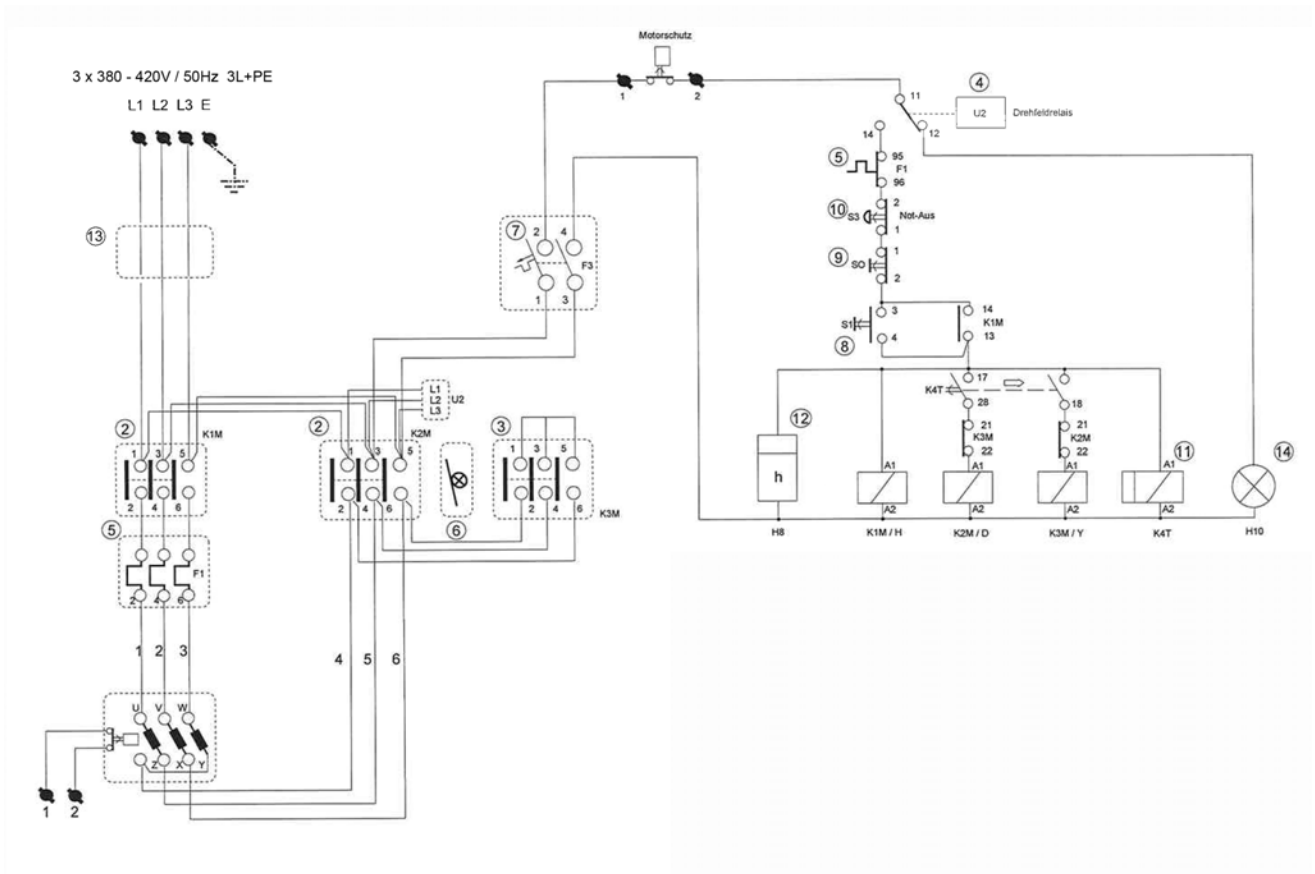 Motorschutz
3 x 380 - 420V / 50Hz 3L+PE
L1 L2 L3 E
1 2
11
4
U2 Drehfeldrelais
12
14
5
95
F1
96
10
2
S3 Not-Aus
1
9
1
SO
2
13
7
2 4
F3
1 3
3 14
S1 K1M
4 13
8
17
K4T
28 18
21 21
K3M K2M
22 22
12
h
11
14
A1 A1 A1 A1
A2 A2 A2 A2
H8 K1M / H K2M / D K3M / Y K4T H10
L1
L2 U2
L3
2
K1M
1 3 5
2 4 6
2
K2M
1 3 5
2 4 6
6
3
1 3 5
2 4 6
K3M
5
F1
2 4 6
1 2 3
4 5 6
U V W
Z X Y
1 2